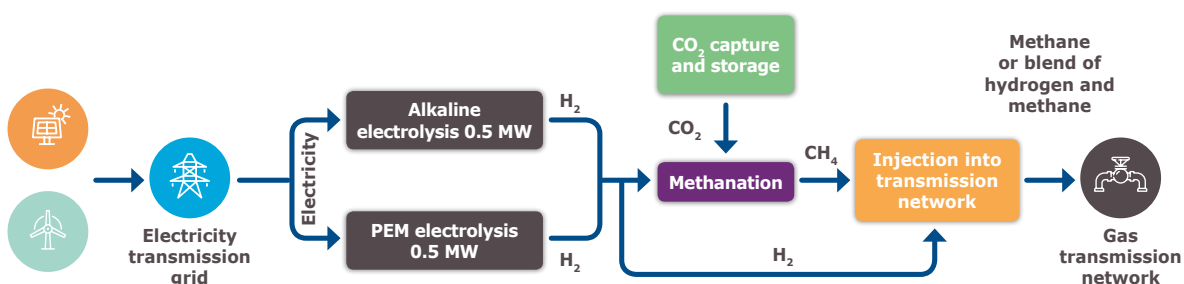 Electricity
transmission
grid
Electricity
Alkaline
electrolysis 0.5 MW
H₂
PEM electrolysis
0.5 MW
H₂
CO₂ capture
and storage
CO₂
Methanation
CH₄
H₂
Injection into
transmission
network
Methane
or blend of
hydrogen and
methane
Gas
transmission
network